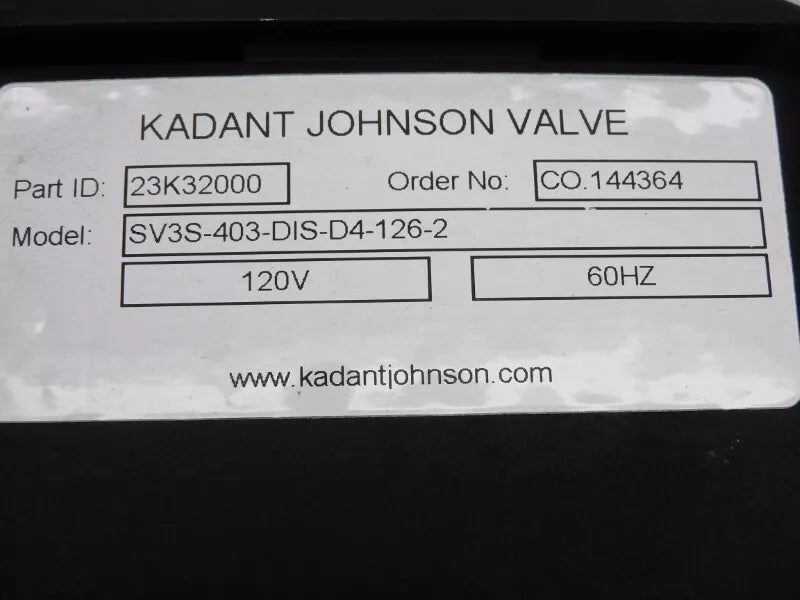 KADANT JOHNSON VALVE
Part ID: 23K32000 Order No: CO.144364
Model: SV3S-403-DIS-D4-126-2
120V 60HZ
www.kadantjohnson.com